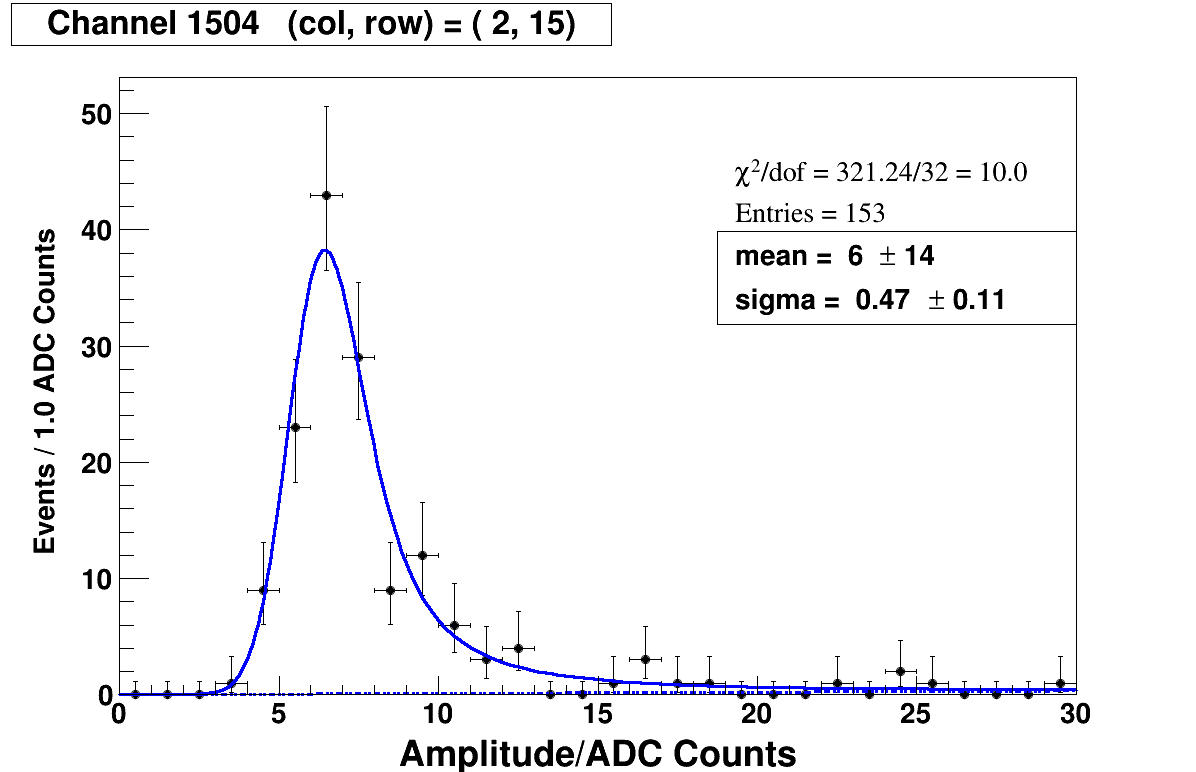 Channel 1504 (col, row) = ( 2, 15)
50
40
30
20
10
0
Events / 1.0 ADC Counts
χ²/dof = 321.24/32 = 10.0
Entries = 153
mean = 6 ± 14
sigma = 0.47 ± 0.11
0 5 10 15 20 25 30
Amplitude/ADC Counts